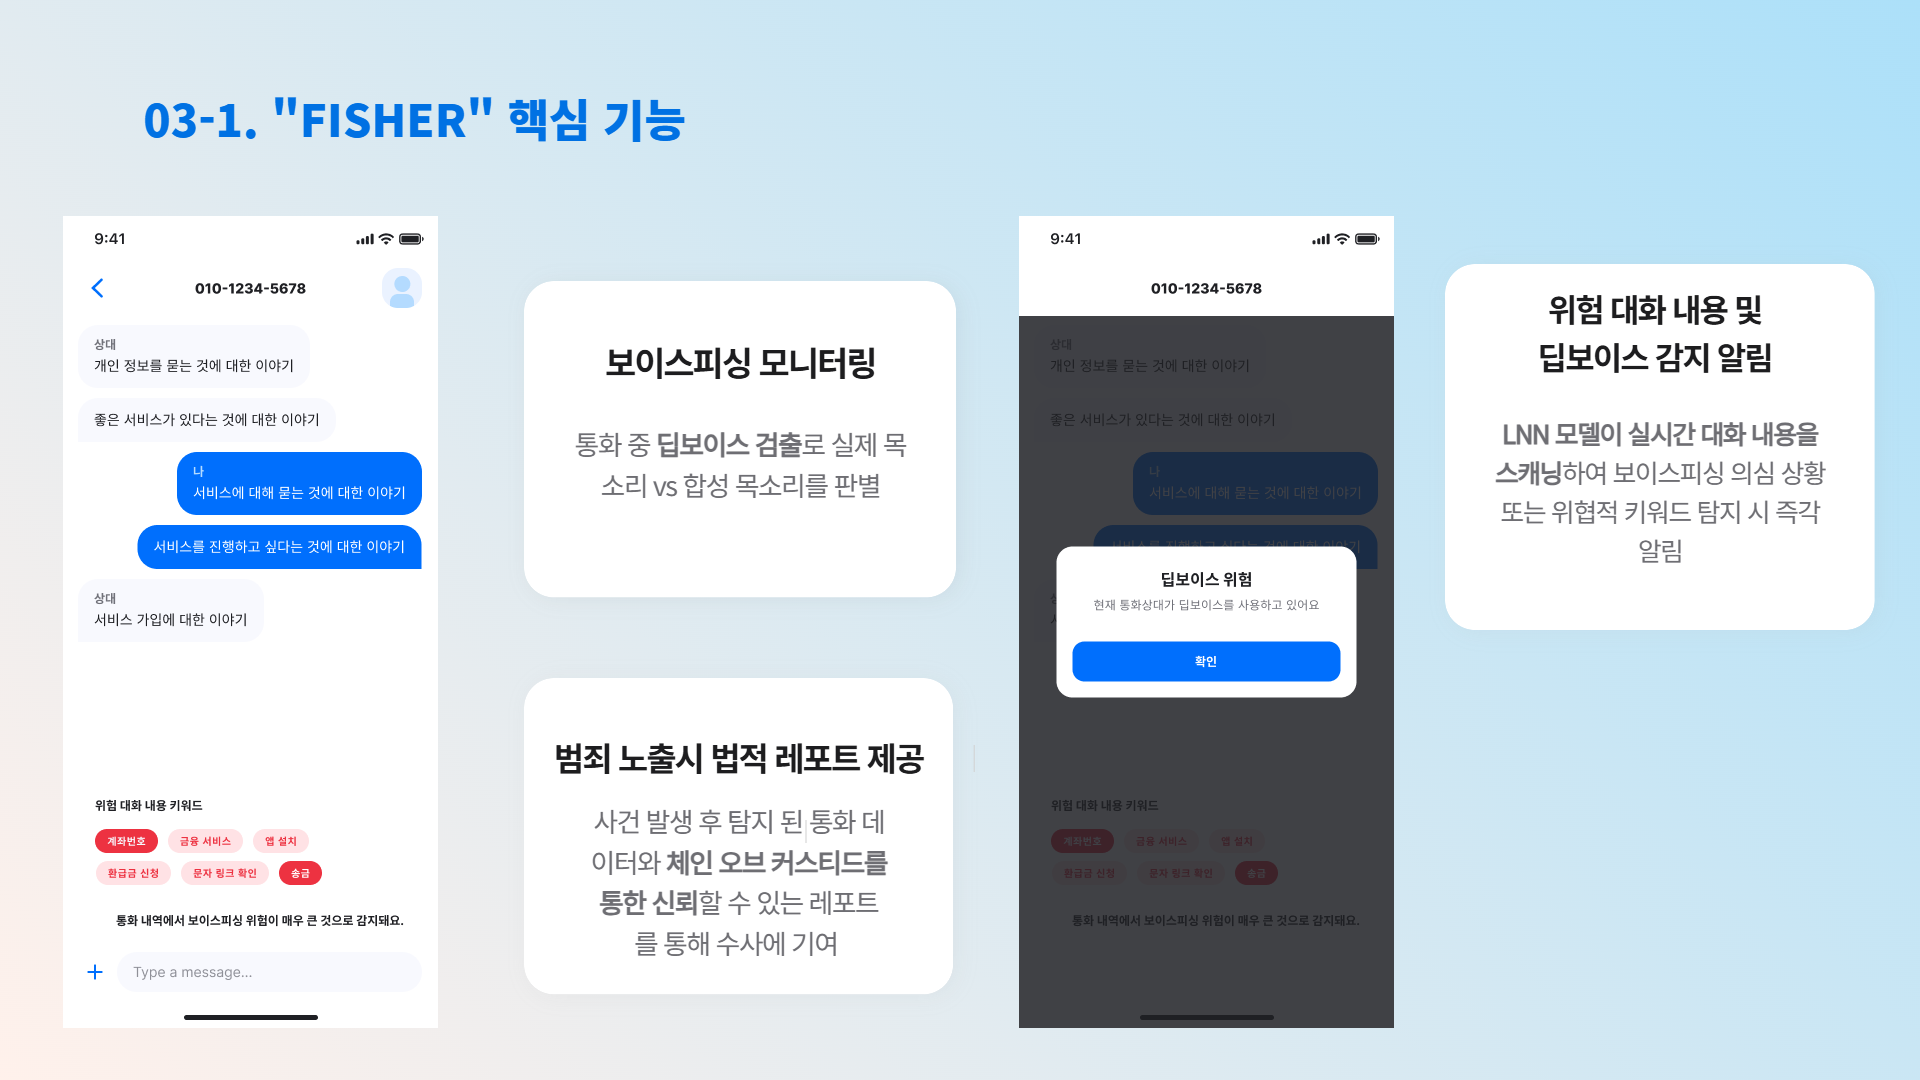 03-1. "FISHER" 핵심 기능
9:41
010-1234-5678
상대
개인 정보를 묻는 것에 대한 이야기
좋은 서비스가 있다는 것에 대한 이야기
나
서비스에 대해 묻는 것에 대한 이야기
서비스를 진행하고 싶다는 것에 대한 이야기
상대
서비스 가입에 대한 이야기
위험 대화 내용 키워드
계좌번호 금융 서비스 앱 설치
환급금 신청 문자 링크 확인 송금
통화 내역에서 보이스피싱 위험이 매우 큰 것으로 감지돼요.
Type a message...
보이스피싱 모니터링
통화 중 딥보이스 검출로 실제 목
소리 vs 합성 목소리를 판별
범죄 노출시 법적 레포트 제공
사건 발생 후 탐지 된 통화 데
이터와 체인 오브 커스티드를
통한 신뢰할 수 있는 레포트
를 통해 수사에 기여
9:41
010-1234-5678
상대
개인 정보를 묻는 것에 대한 이야기
좋은 서비스가 있다는 것에 대한 이야기
나
서비스에 대해 묻는 것에 대한 이야기
서비스를 진행하고 싶다는 것에 대한 이야기
딥보이스 위험
현재 통화상대가 딥보이스를 사용하고 있어요
확인
위험 대화 내용 키워드
계좌번호 금융 서비스 앱 설치
환급금 신청 문자 링크 확인 송금
통화 내역에서 보이스피싱 위험이 매우 큰 것으로 감지돼요.
위험 대화 내용 및
딥보이스 감지 알림
LNN 모델이 실시간 대화 내용을
스캐닝하여 보이스피싱 의심 상황
또는 위협적 키워드 탐지 시 즉각
알림